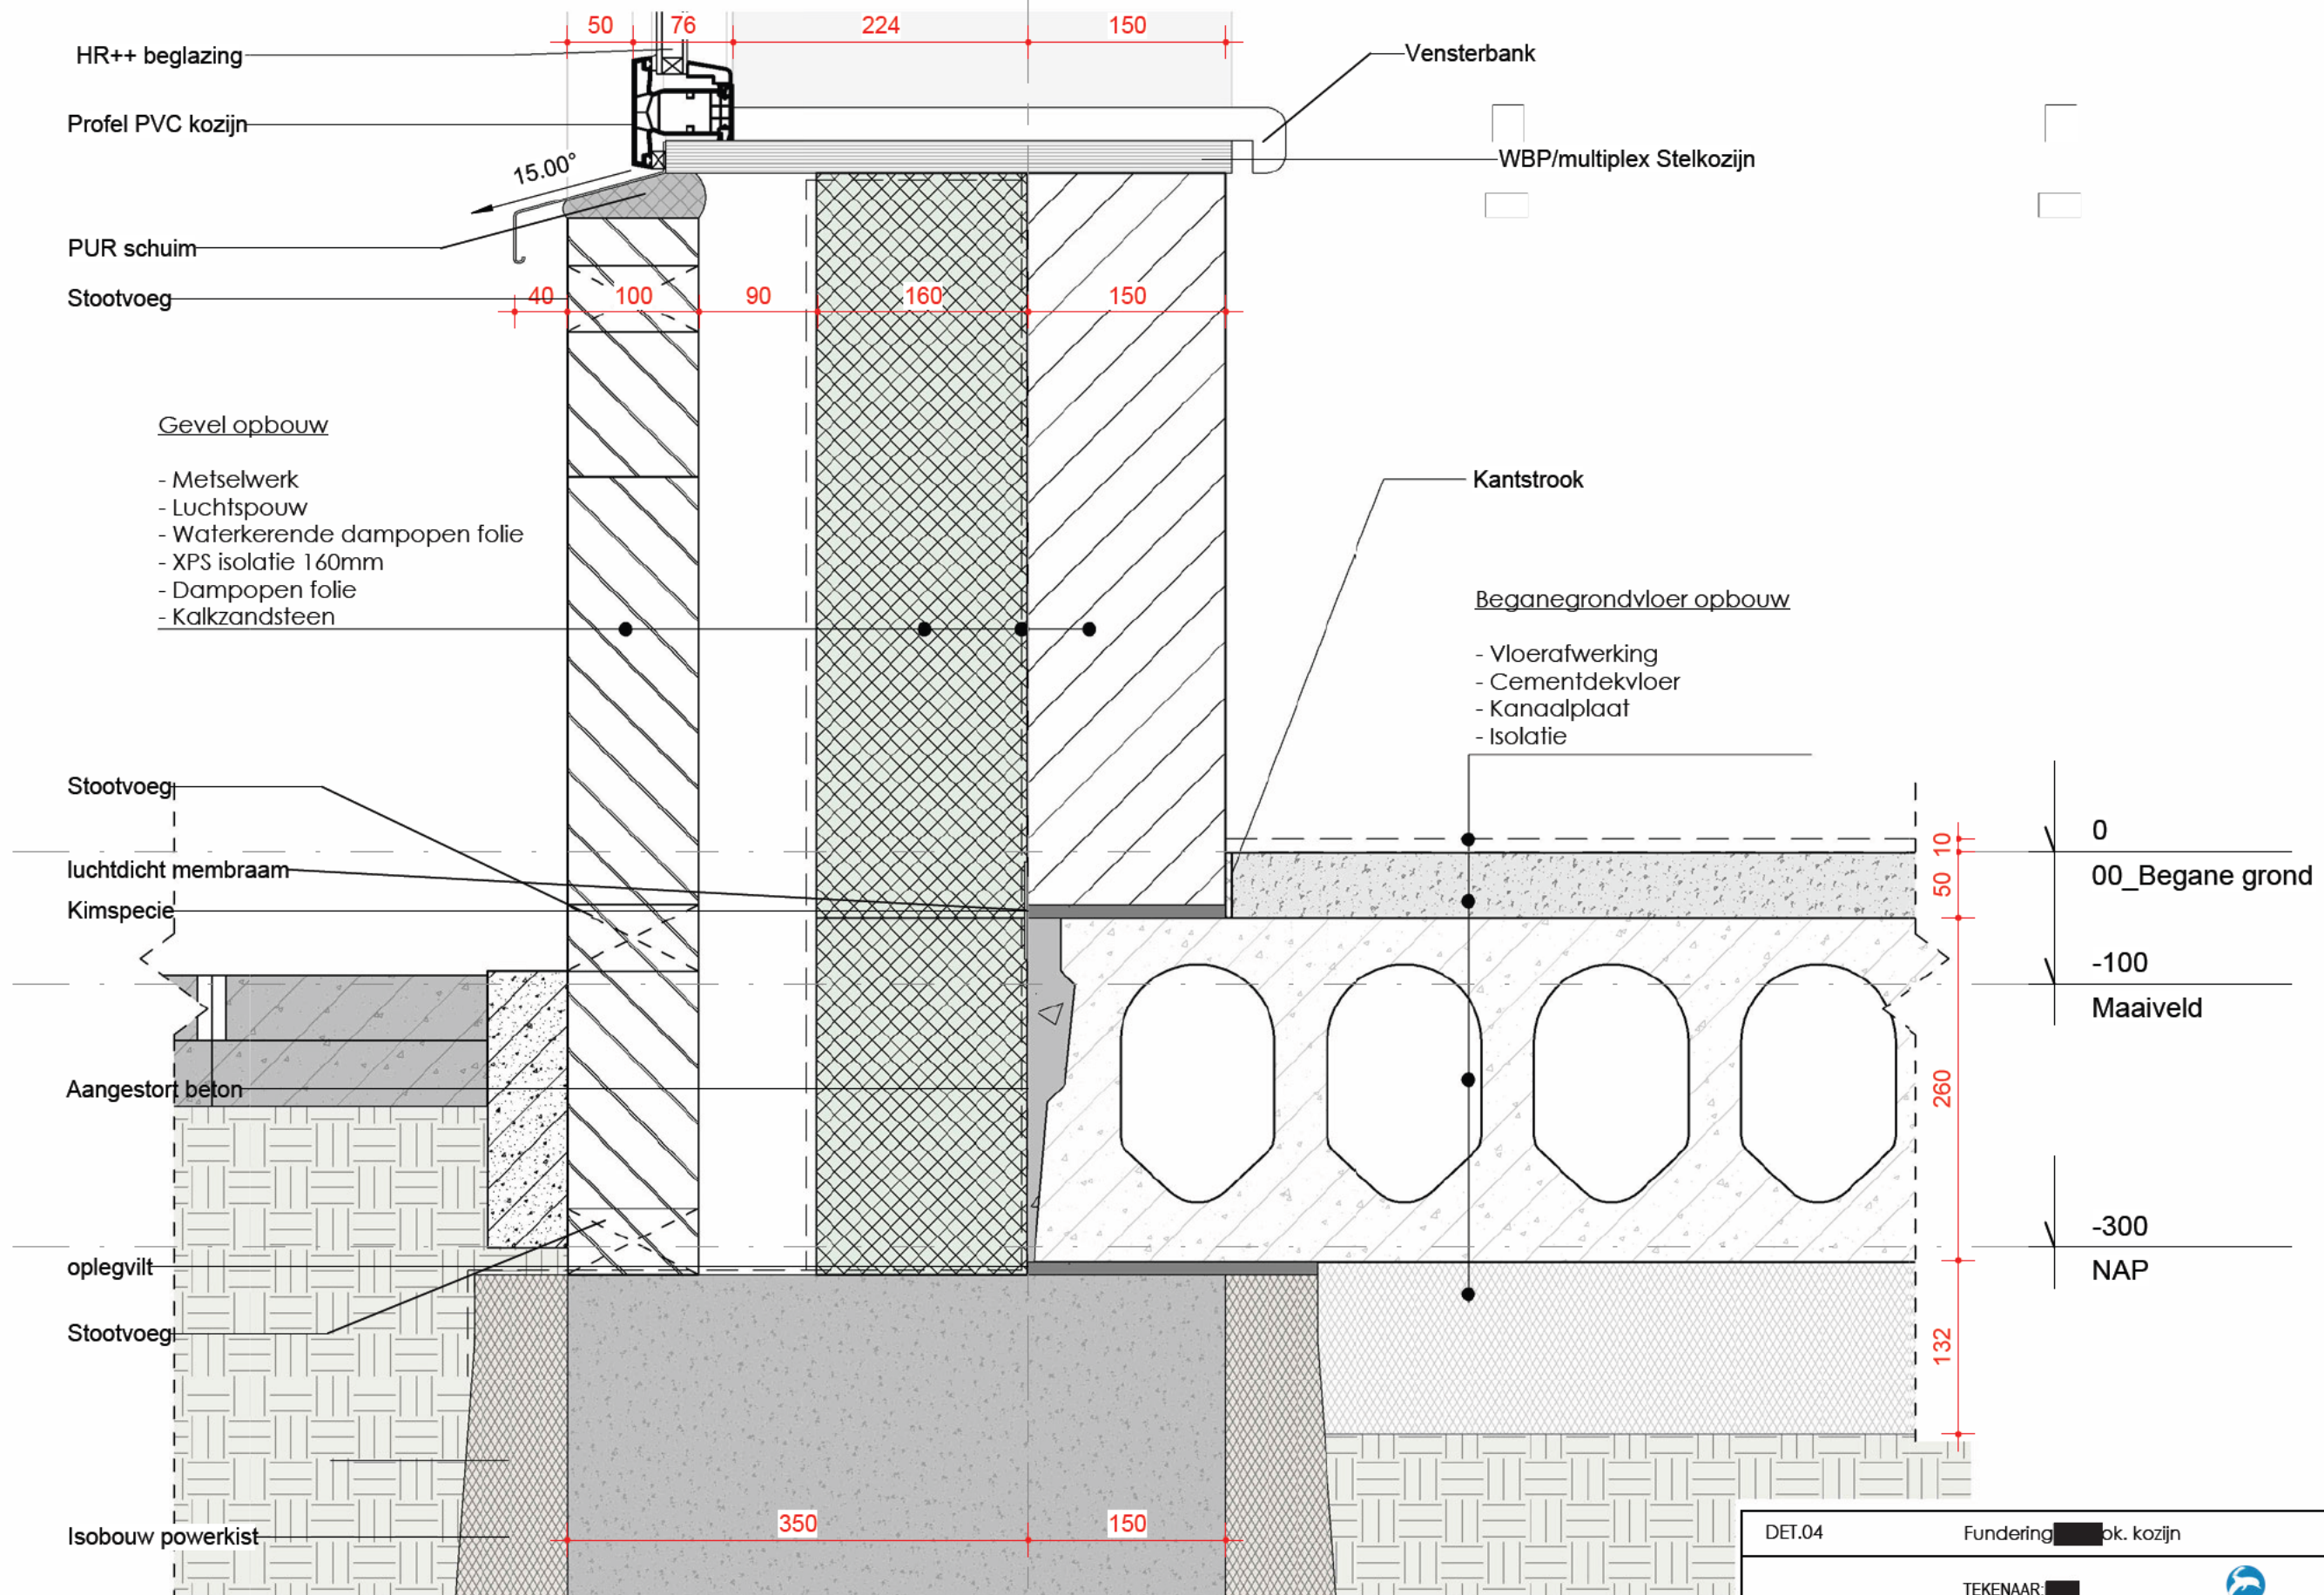 50 76 224 150
HR++ beglazing
Vensterbank
Profel PVC kozijn
15.00°
WBP/multiplex Stelkozijn
PUR schuim
Stootvoeg
40 100 90 160 150
Gevel opbouw
- Metselwerk
- Luchtspouw
- Waterkerende dampopen folie
- XPS isolatie 160mm
- Dampopen folie
- Kalkzandsteen
Kantstrook
Beganegrondvloer opbouw
- Vloerafwerking
- Cementdekvloer
- Kanaalplaat
- Isolatie
Stootvoeg
luchtdicht membraam
Kimspecie
10
50
0
00_Begane grond
-100
Maaiveld
Aangestort beton
260
-300
NAP
oplegvilt
Stootvoeg
132
Isobouw powerkist
350 150
DET.04 Fundering ok. kozijn
TEKENAAR: